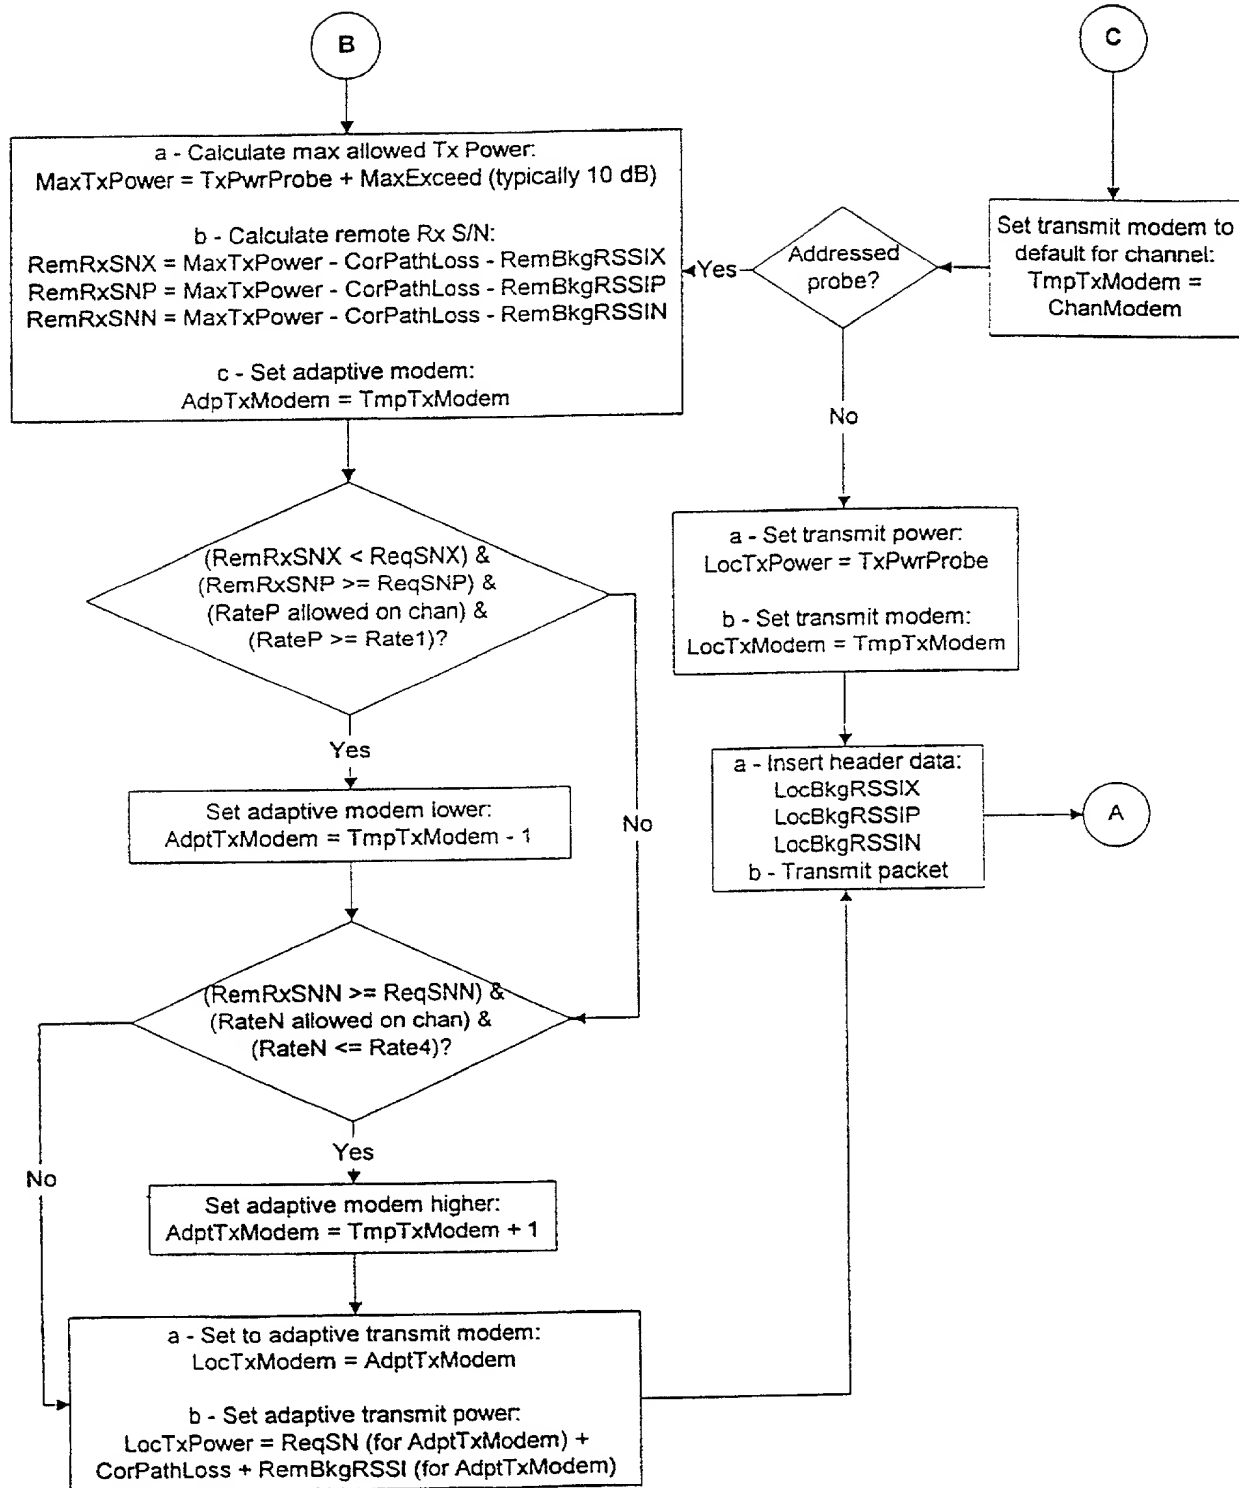 B
C
a - Calculate max allowed Tx Power:
MaxTxPower = TxPwrProbe + MaxExceed (typically 10 dB)
b - Calculate remote Rx S/N:
RemRxSNX = MaxTxPower - CorPathLoss - RemBkgRSSIX
RemRxSNP = MaxTxPower - CorPathLoss - RemBkgRSSIP
RemRxSNN = MaxTxPower - CorPathLoss - RemBkgRSSIN
c - Set adaptive modem:
AdpTxModem = TmpTxModem
Yes
Addressed
probe?
Set transmit modem to
default for channel:
TmpTxModem =
ChanModem
No
(RemRxSNX < ReqSNX) &
(RemRxSNP >= ReqSNP) &
(RateP allowed on chan) &
(RateP >= Rate1)?
a - Set transmit power:
LocTxPower = TxPwrProbe
b - Set transmit modem:
LocTxModem = TmpTxModem
Yes
No
Set adaptive modem lower:
AdptTxModem = TmpTxModem - 1
a - Insert header data:
LocBkgRSSIX
LocBkgRSSIP
LocBkgRSSIN
b - Transmit packet
A
(RemRxSNN >= ReqSNN) &
(RateN allowed on chan) &
(RateN <= Rate4)?
Yes
No
Set adaptive modem higher:
AdptTxModem = TmpTxModem + 1
a - Set to adaptive transmit modem:
LocTxModem = AdptTxModem
b - Set adaptive transmit power:
LocTxPower = ReqSN (for AdptTxModem) +
CorPathLoss + RemBkgRSSI (for AdptTxModem)